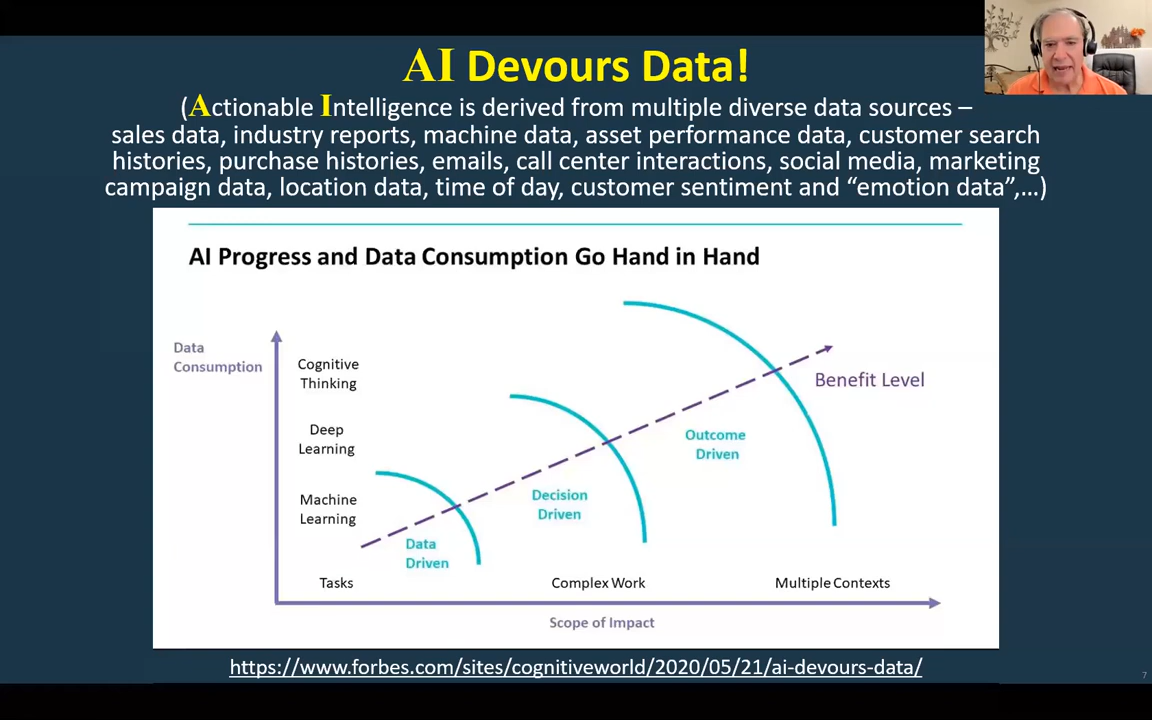 AI Devours Data!
(Actionable Intelligence is derived from multiple diverse data sources –
sales data, industry reports, machine data, asset performance data, customer search
histories, purchase histories, emails, call center interactions, social media, marketing
campaign data, location data, time of day, customer sentiment and “emotion data”,...)
AI Progress and Data Consumption Go Hand in Hand
Data
Consumption
Cognitive
Thinking
Benefit Level
Deep
Learning
Outcome
Driven
Machine
Learning
Decision
Driven
Data
Driven
Tasks
Complex Work
Multiple Contexts
Scope of Impact
https://www.forbes.com/sites/cognitiveworld/2020/05/21/ai-devours-data/
7